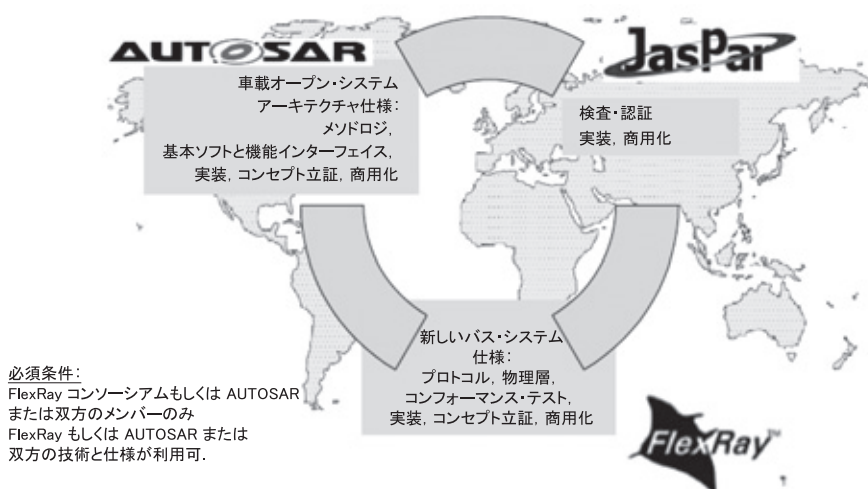 AUTOSAR
JasPar
車載オープン・システム
アーキテクチャ仕様：
メソドロジ，
基本ソフトと機能インターフェイス，
実装，コンセプト立証，商用化
検査・認証
実装，商用化
新しいバス・システム
仕様：
プロトコル，物理層，
コンフォーマンス・テスト，
実装，コンセプト立証，商用化
必須条件：
FlexRay コンソーシアムもしくは AUTOSAR
または双方のメンバーのみ
FlexRay もしくは AUTOSAR または
双方の技術と仕様が利用可．
FlexRay™